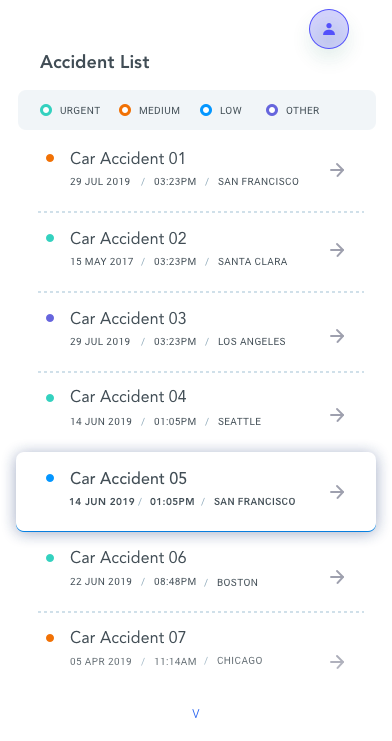 Accident List
URGENT MEDIUM LOW OTHER
Car Accident 01
29 JUL 2019 / 03:23PM / SAN FRANCISCO
Car Accident 02
15 MAY 2017 / 03:23PM / SANTA CLARA
Car Accident 03
29 JUL 2019 / 03:23PM / LOS ANGELES
Car Accident 04
14 JUN 2019 / 01:05PM / SEATTLE
Car Accident 05
14 JUN 2019 / 01:05PM / SAN FRANCISCO
Car Accident 06
22 JUN 2019 / 08:48PM / BOSTON
Car Accident 07
05 APR 2019 / 11:14AM / CHICAGO
V